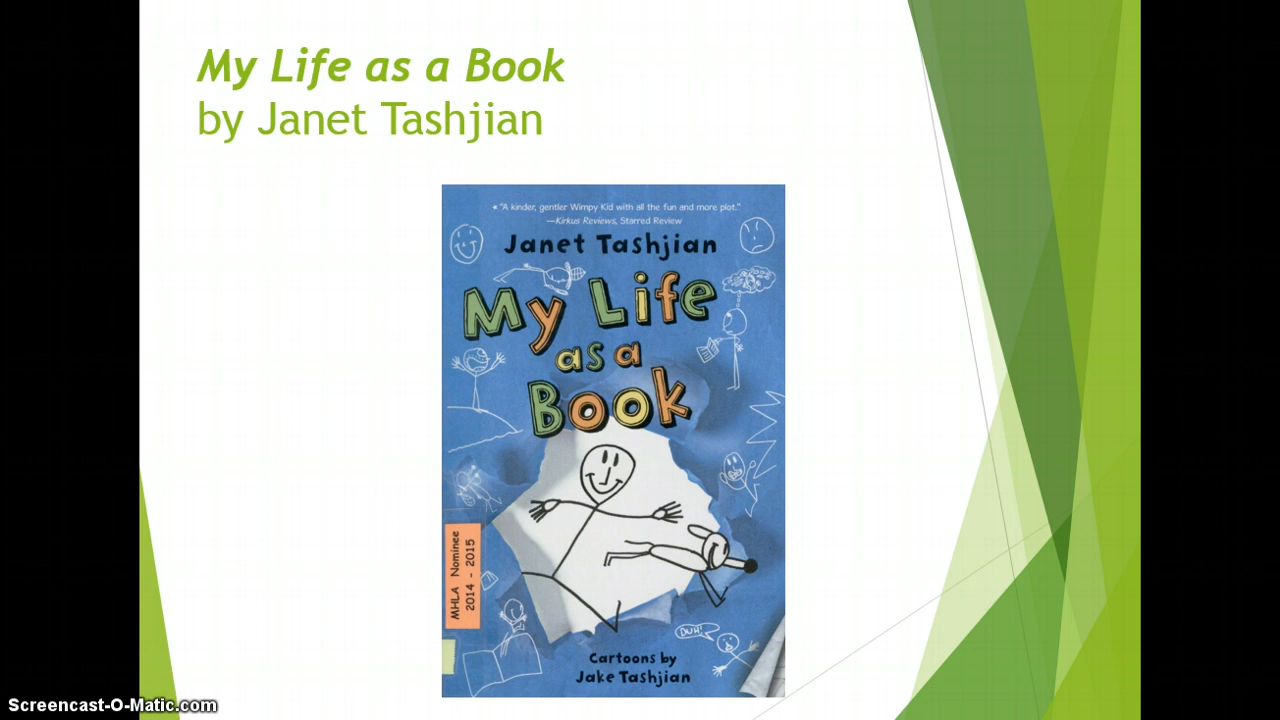 My Life as a Book
by Janet Tashjian
★ "A kinder, gentler Wimpy Kid with all the fun and more plot."
—Kirkus Reviews, Starred Review
Janet Tashjian
My Life
as a
Book
MHLA Nominee
2014 - 2015
DUH!
Cartoons by
Jake Tashjian
Screencast-O-Matic.com